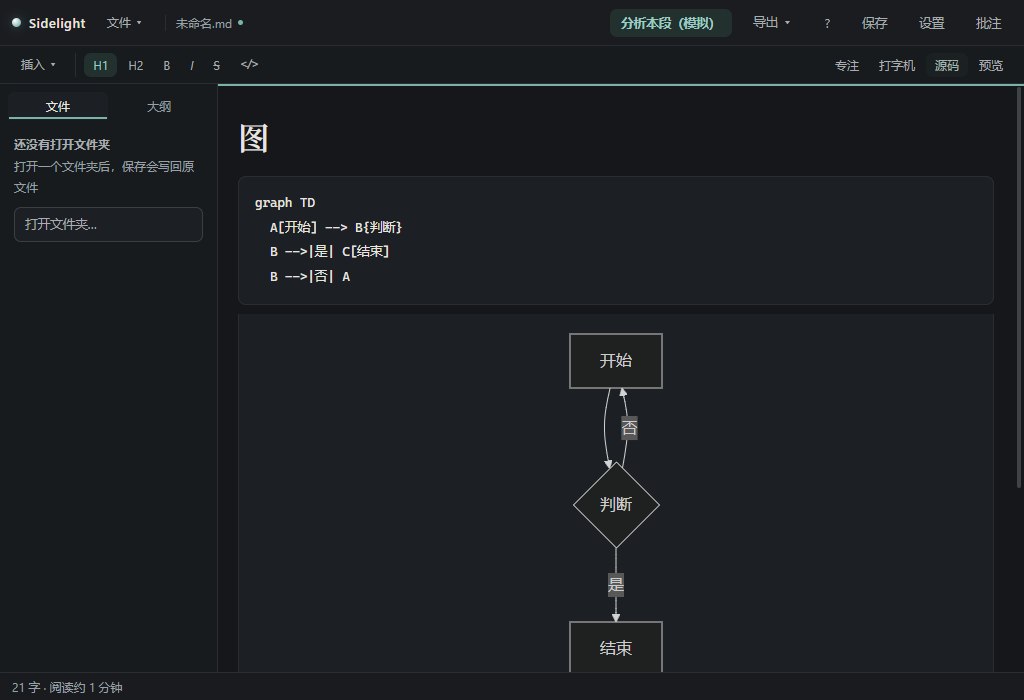 Sidelight 文件 未命名.md 分析本段（模拟） 导出 ? 保存 设置 批注
插入 H1 H2 B I S </> 专注 打字机 源码 预览
文件 大纲
还没有打开文件夹
打开一个文件夹后，保存会写回原
文件
打开文件夹...
图
graph TD
A[开始] --> B{判断}
B -->|是| C[结束]
B -->|否| A
开始
否
判断
是
结束
21 字 · 阅读约 1 分钟